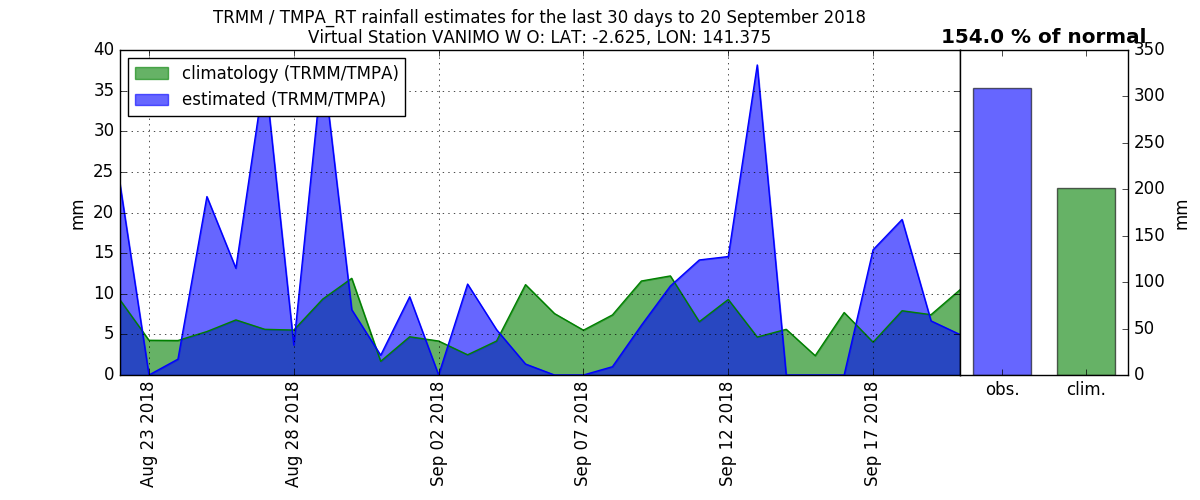 TRMM / TMPA_RT rainfall estimates for the last 30 days to 20 September 2018
Virtual Station VANIMO W O: LAT: -2.625, LON: 141.375
154.0 % of normal
climatology (TRMM/TMPA)
estimated (TRMM/TMPA)
40
35
30
25
20
15
10
5
0
mm
Aug 23 2018
Aug 28 2018
Sep 02 2018
Sep 07 2018
Sep 12 2018
Sep 17 2018
350
300
250
200
150
100
50
0
mm
obs.
clim.